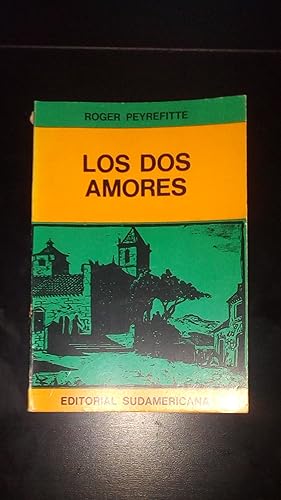 ROGER PEYREFITTE
LOS DOS
AMORES
EDITORIAL SUDAMERICANA